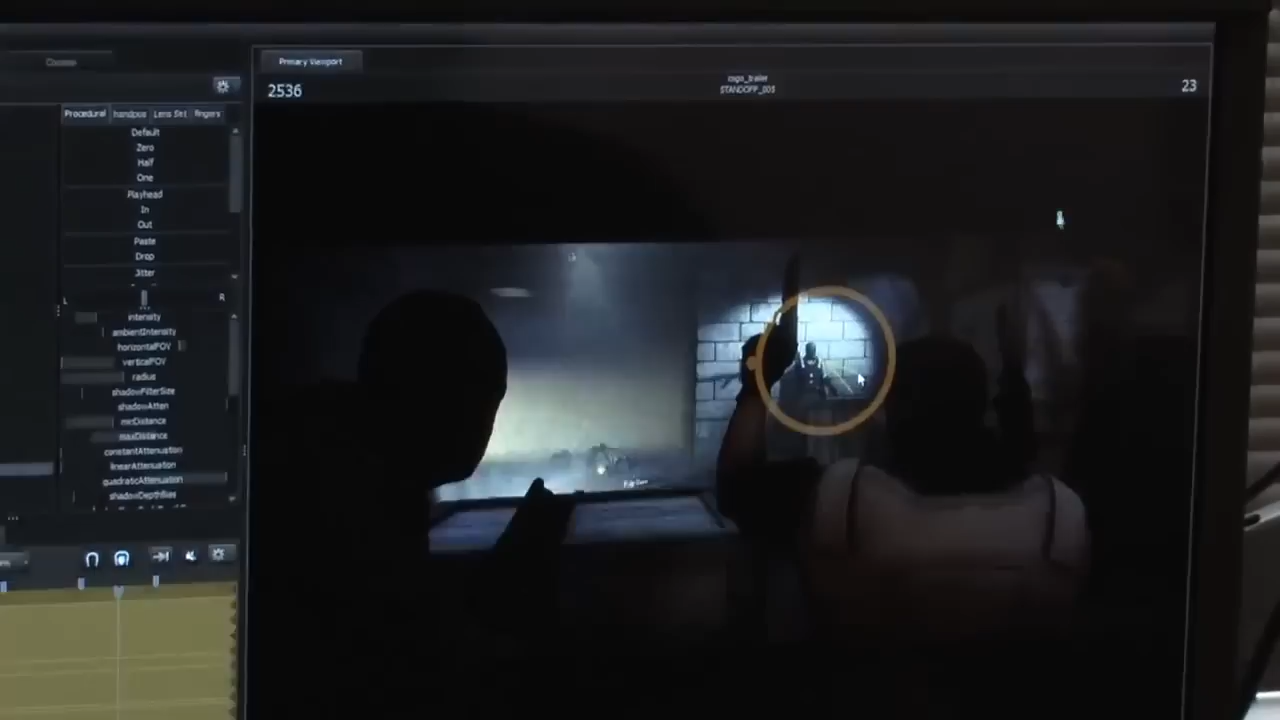 Primary Viewport
2536
csgo_trailer
STANDOFF_003
23
Procedural handpus Lens Set fingers
Default
Zero
Half
One
Playhead
In
Out
Paste
Drop
Jitter
L R
intensity
ambientIntensity
horizontalFOV
verticalFOV
radius
shadowFilterSize
shadowAtten
minDistance
maxDistance
constantAttenuation
linearAttenuation
quadraticAttenuation
shadowDepthBias